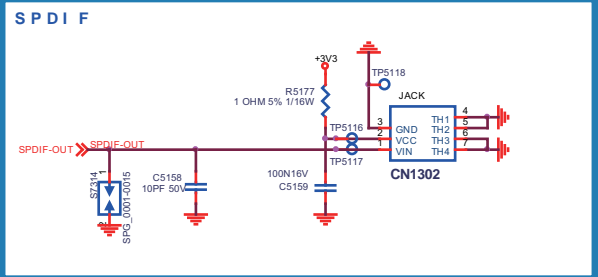 SPDIF
+3V3
TP5118
R5177
1 OHM 5% 1/16W
JACK
TP5116
3
GND
2
VCC
1
VIN
TH1
4
TH2
5
TH3
6
TH4
7
SPDIF-OUT
SPDIF-OUT
TP5117
CN1302
1
S7314
2
SPG_0001-0015
C5158
10PF 50V
100N16V
C5159